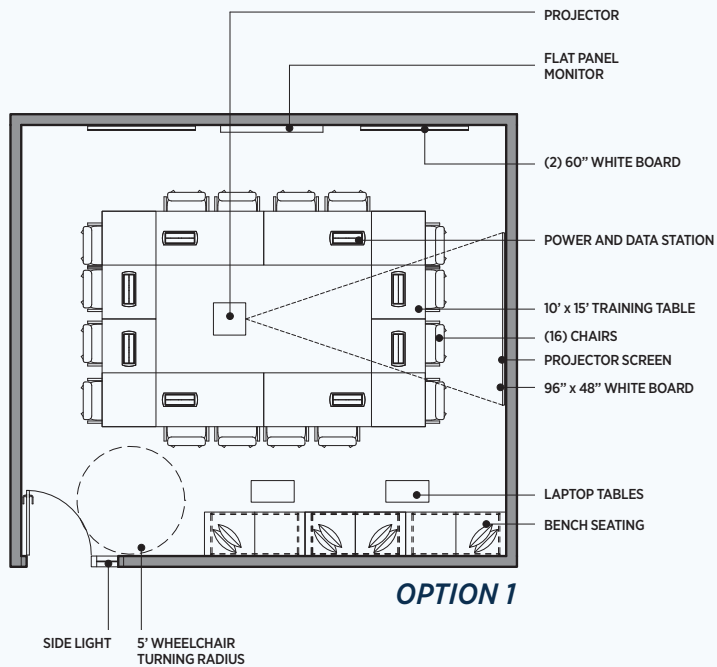 PROJECTOR
FLAT PANEL
MONITOR
(2) 60” WHITE BOARD
POWER AND DATA STATION
10’ x 15’ TRAINING TABLE
(16) CHAIRS
PROJECTOR SCREEN
96” x 48” WHITE BOARD
LAPTOP TABLES
BENCH SEATING
OPTION 1
SIDE LIGHT
5’ WHEELCHAIR
TURNING RADIUS